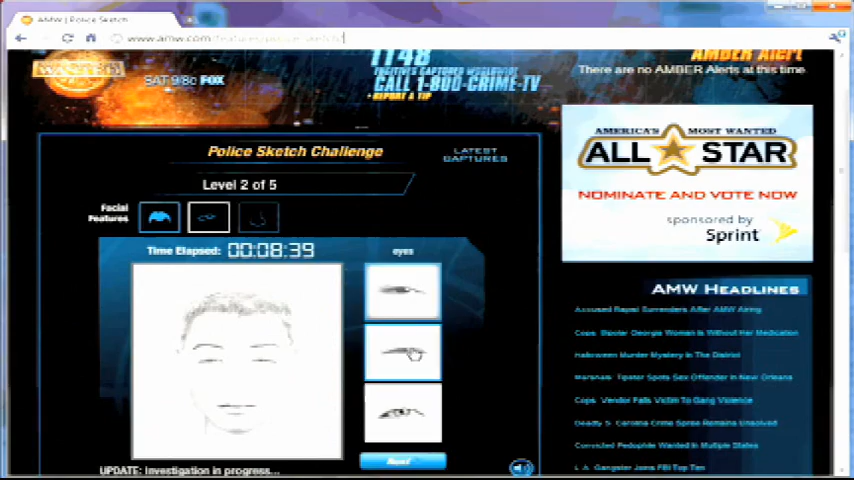 AMW | Police Sketch
www.amw.com/features/police_sketch/
WANTED
SAT 9/8c FOX
1148
FUGITIVES CAPTURED WORLDWIDE
CALL 1-800-CRIME-TV
REPORT A TIP
AMBER Alert
There are no AMBER Alerts at this time
Police Sketch Challenge
LATEST CAPTURES
Level 2 of 5
Facial
Features
Time Elapsed: 00:08:39
eyes
Next
UPDATE: Investigation in progress...
AMERICA'S MOST WANTED
ALL STAR
NOMINATE AND VOTE NOW
sponsored by
Sprint
AMW Headlines
Accused Rapist Surrenders After AMW Airing
Cops: Bipolar Georgia Woman Is Without Her Medication
Halloween Murder Mystery In The District
Marshals: Tipster Spots Sex Offender In New Orleans
Cops: Vendor Falls Victim To Gang Violence
Deadly S. Carolina Crime Spree Remains Unsolved
Convicted Pedophile Wanted In Multiple States
L.A. Gangster Joins FBI Top Ten